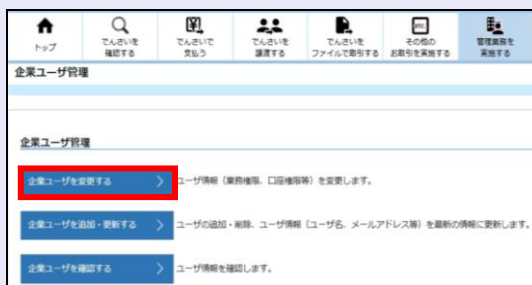 トップ
でんさいを
確認する
でんさいで
支払う
でんさいを
譲渡する
でんさいを
ファイルで取引する
その他の
お取引を実施する
管理業務を
実施する
企業ユーザ管理
企業ユーザ管理
企業ユーザを変更する
ユーザ情報（業務権限、口座権限等）を変更します。
企業ユーザを追加・更新する
ユーザの追加・削除、ユーザ情報（ユーザ名、メールアドレス等）を最新の情報に更新します。
企業ユーザを確認する
ユーザ情報を確認します。